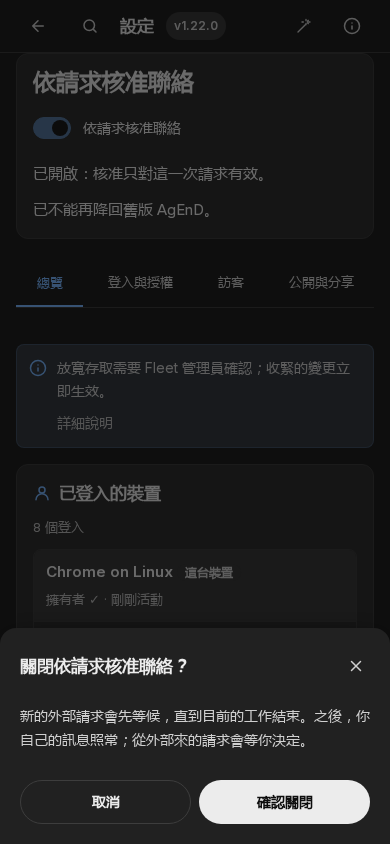 設定 v1.22.0
依請求核准聯絡
依請求核准聯絡
已開啟：核准只對這一次請求有效。
已不能再降回舊版 AgEnD。
總覽 登入與授權 訪客 公開與分享
放寬存取需要 Fleet 管理員確認；收緊的變更立
即生效。
詳細說明
已登入的裝置
8 個登入
Chrome on Linux 這台裝置
擁有者 ✓ · 剛剛活動
關閉依請求核准聯絡？
新的外部請求會先等候，直到目前的工作結束。之後，你
自己的訊息照常；從外部來的請求會等你決定。
取消 確認關閉